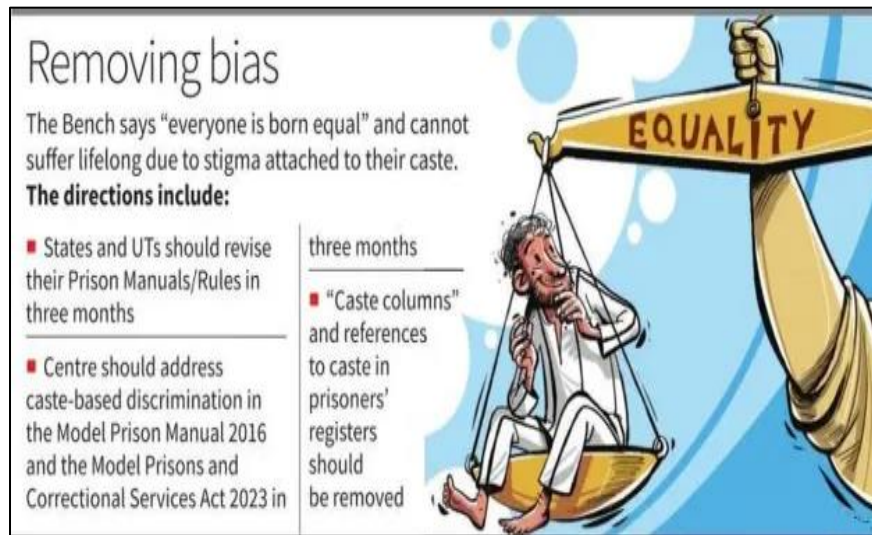 Removing bias
The Bench says “everyone is born equal” and cannot
suffer lifelong due to stigma attached to their caste.
The directions include:
▪ States and UTs should revise
their Prison Manuals/Rules in
three months
▪ Centre should address
caste-based discrimination in
the Model Prison Manual 2016
and the Model Prisons and
Correctional Services Act 2023 in
three months
▪ “Caste columns”
and references
to caste in
prisoners’
registers
should
be removed
EQUALITY